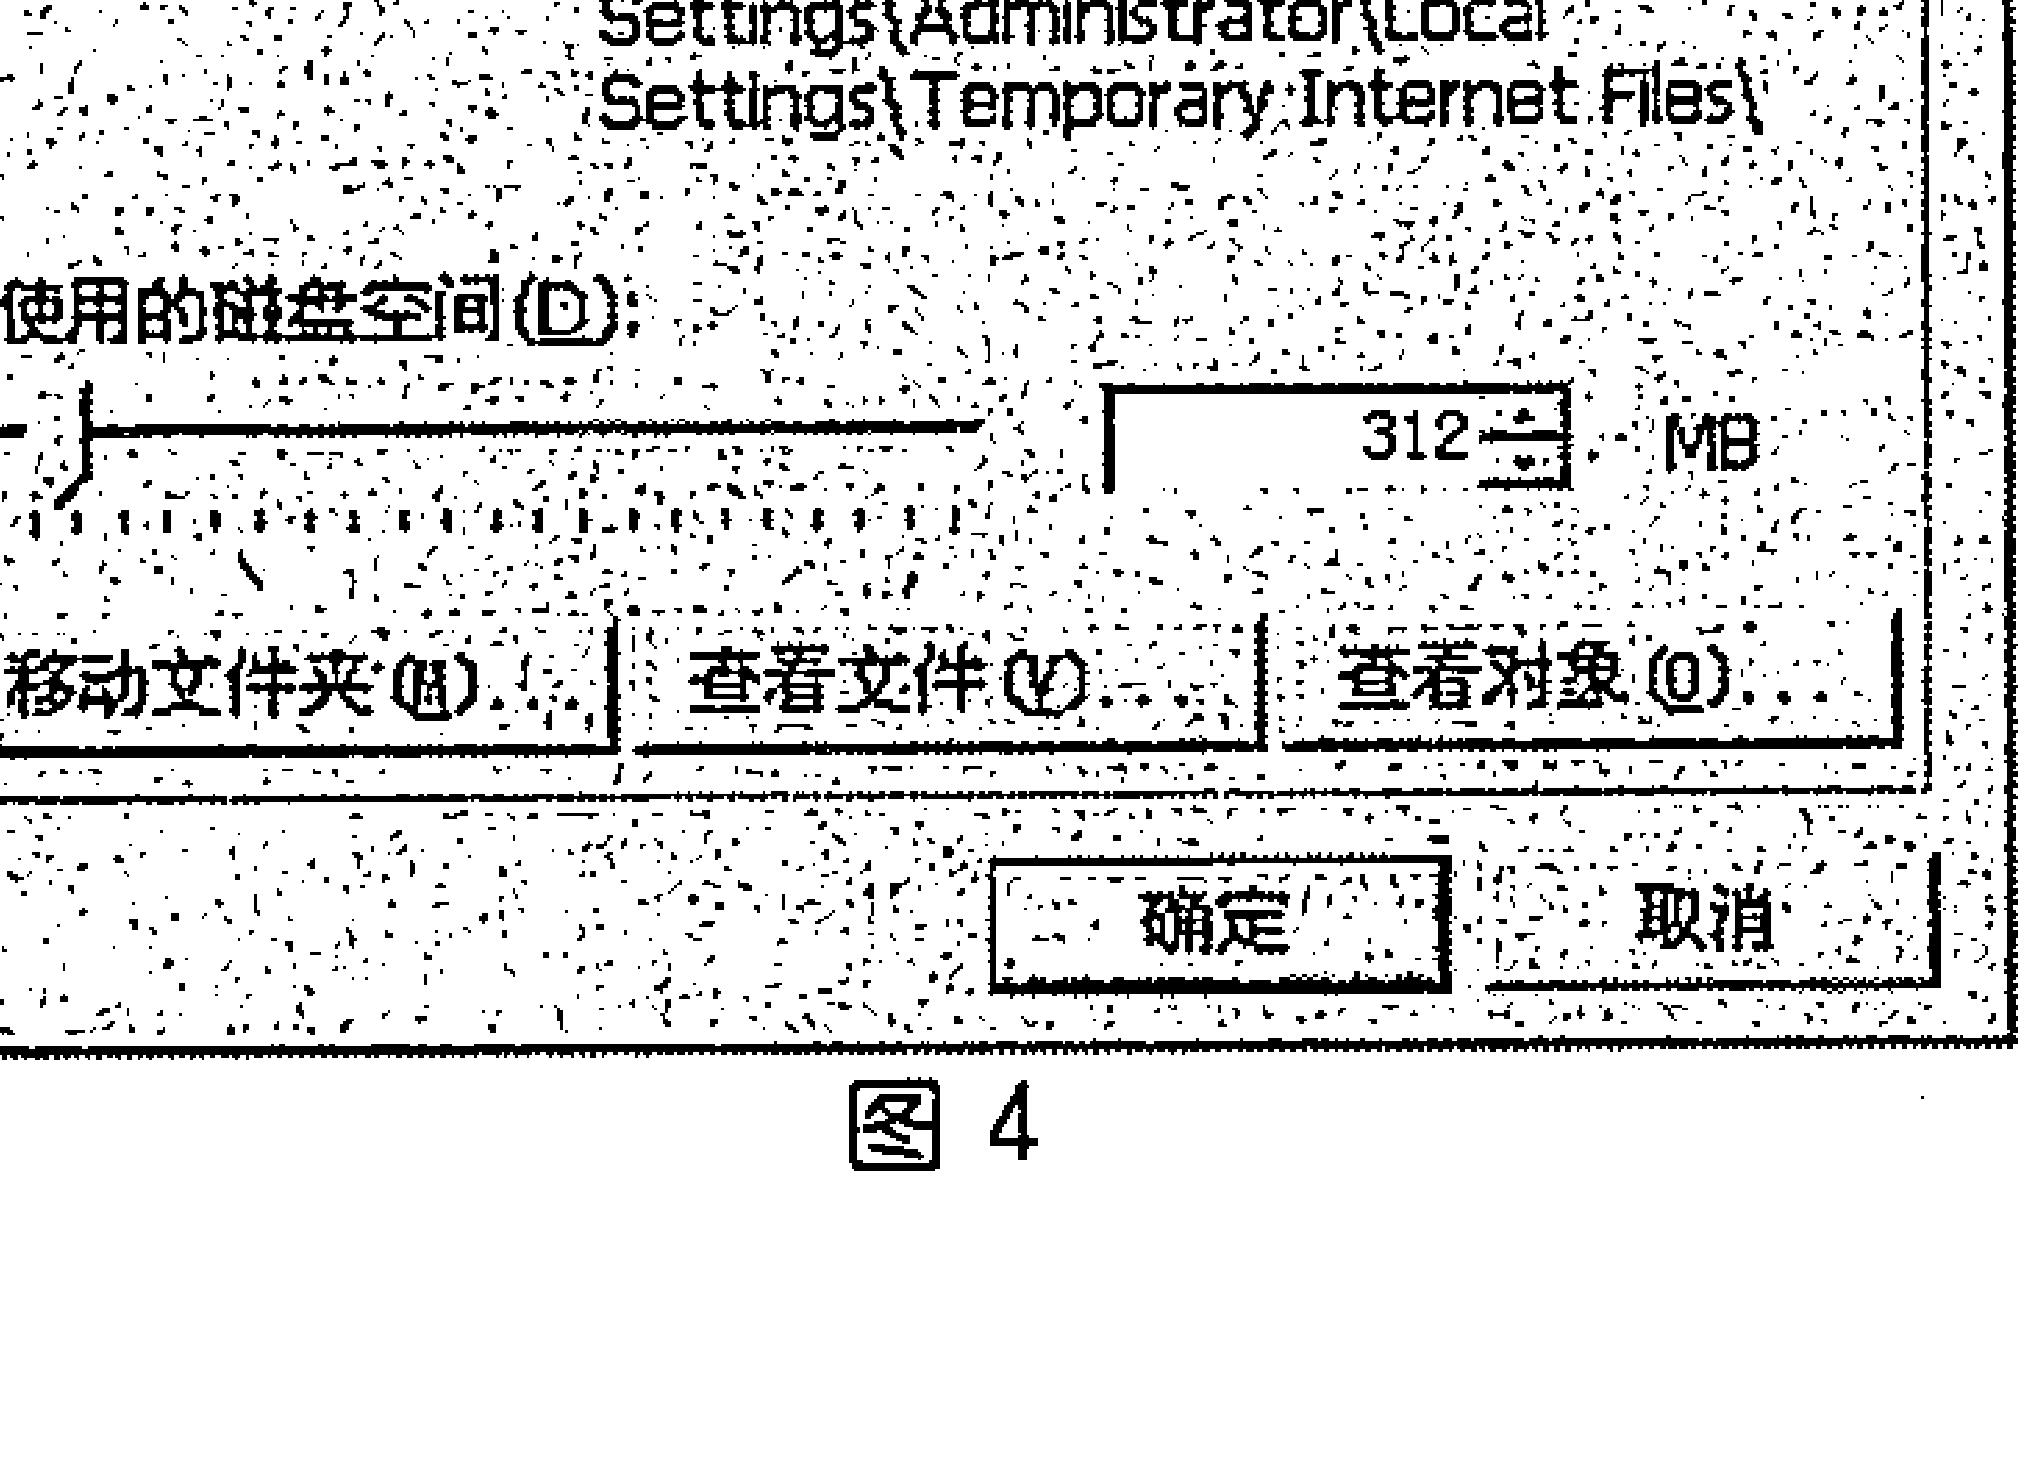 Settings\Administrator\Local
Settings\Temporary Internet Files\
使用的磁盘空间(D):
312 MB
移动文件夹(M)... 查看文件(V)... 查看对象(O)...
确定 取消
图 4